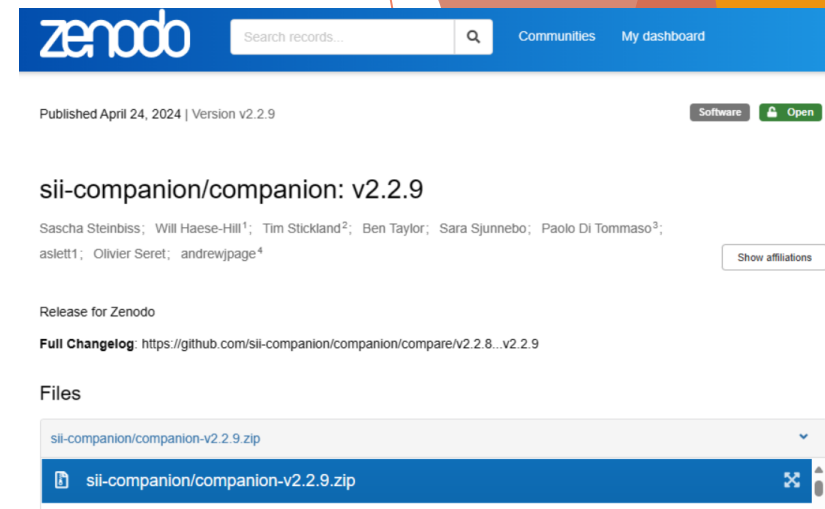 zenodo
Search records...
Communities My dashboard
Published April 24, 2024 | Version v2.2.9
Software Open
sii-companion/companion: v2.2.9
Sascha Steinbiss; Will Haese-Hill1; Tim Stickland2; Ben Taylor; Sara Sjunnebo; Paolo Di Tommaso3;
aslett1; Olivier Seret; andrewjpage4
Show affiliations
Release for Zenodo
Full Changelog: https://github.com/sii-companion/companion/compare/v2.2.8...v2.2.9
Files
sii-companion/companion-v2.2.9.zip
sii-companion/companion-v2.2.9.zip